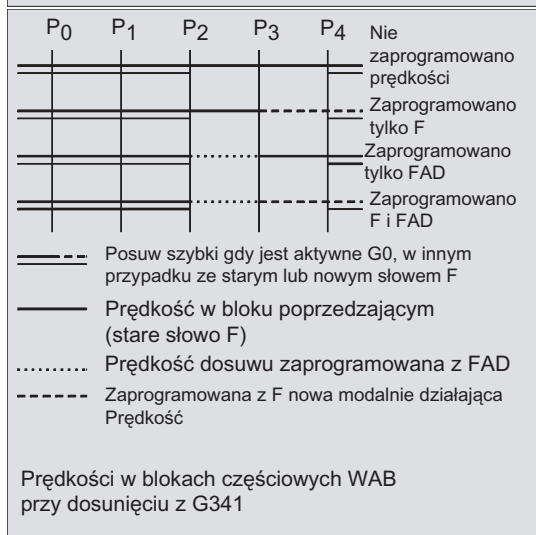 P0 P1 P2 P3 P4 Nie
zaprogramowano
prędkości
Zaprogramowano
tylko F
Zaprogramowano
tylko FAD
Zaprogramowano
F i FAD
Posuw szybki gdy jest aktywne G0, w innym
przypadku ze starym lub nowym słowem F
Prędkość w bloku poprzedzającym
(stare słowo F)
Prędkość dosuwu zaprogramowana z FAD
Zaprogramowana z F nowa modalnie działająca
Prędkość
Prędkości w blokach częściowych WAB
przy dosunięciu z G341